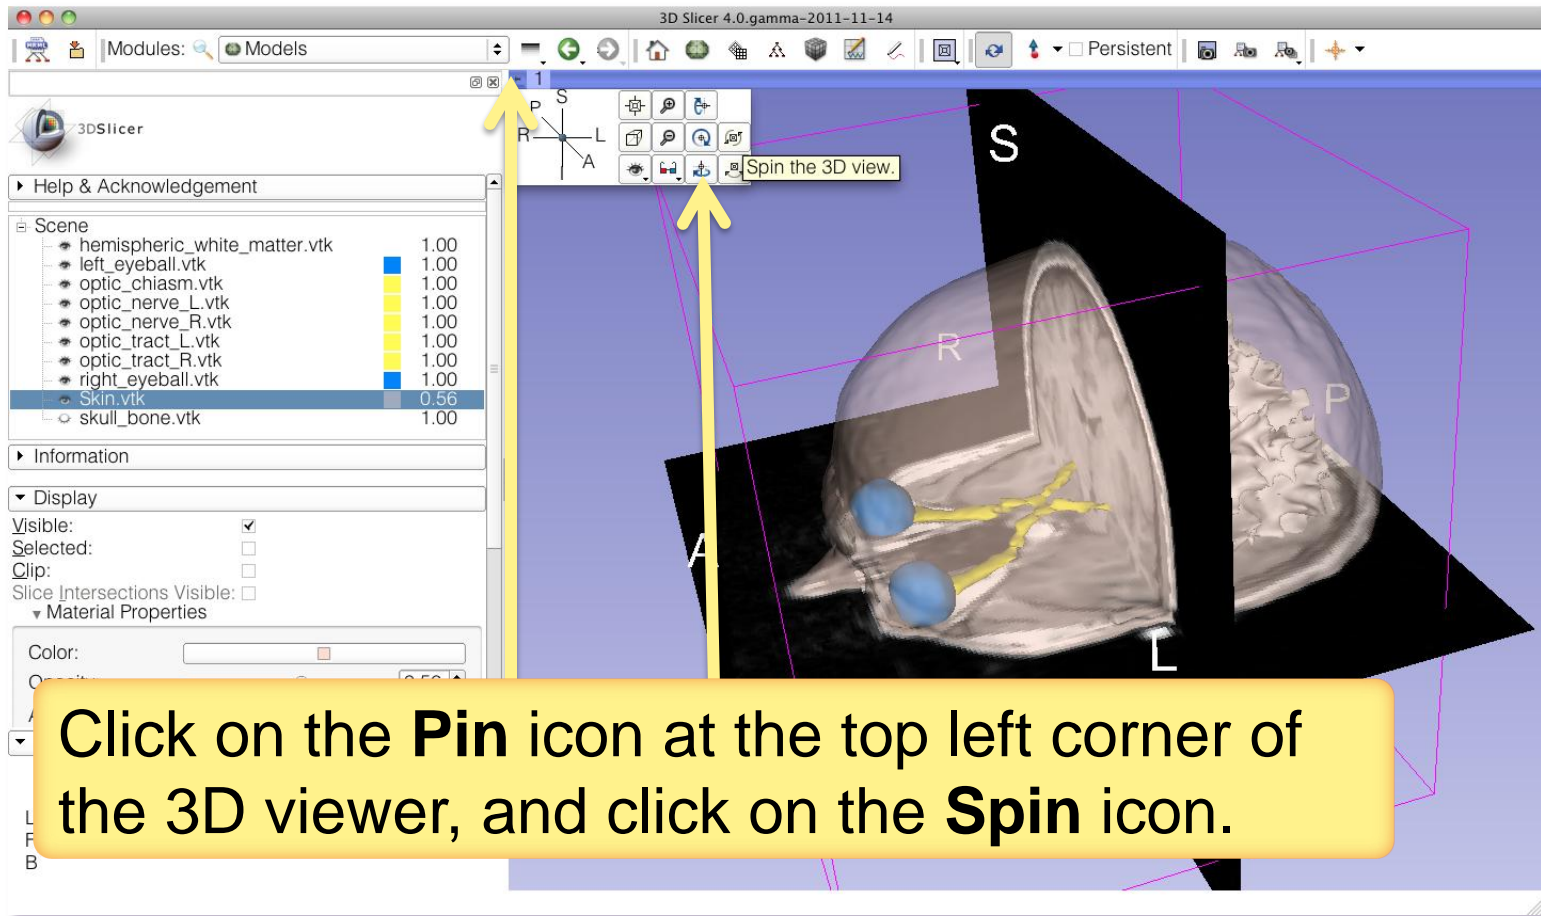 3D Slicer 4.0.gamma-2011-11-14
Modules: Models Persistent
1
3DSlicer
P S
R L
A
Spin the 3D view.
Help & Acknowledgement
Scene
hemispheric_white_matter.vtk 1.00
left_eyeball.vtk 1.00
optic_chiasm.vtk 1.00
optic_nerve_L.vtk 1.00
optic_nerve_R.vtk 1.00
optic_tract_L.vtk 1.00
optic_tract_R.vtk 1.00
right_eyeball.vtk 1.00
Skin.vtk 0.56
skull_bone.vtk 1.00
Information
Display
Visible:
Selected:
Clip:
Slice Intersections Visible:
Material Properties
Color:
S
R
P
A
L
Click on the Pin icon at the top left corner of
the 3D viewer, and click on the Spin icon.
B